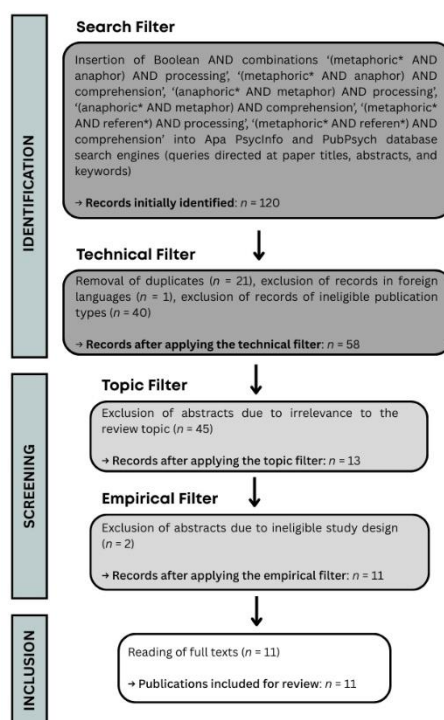 Search Filter
Insertion of Boolean AND combinations ‘(metaphoric* AND
anaphor) AND processing’, ‘(metaphoric* AND anaphor) AND
comprehension’, ‘(anaphoric* AND metaphor) AND processing’,
‘(anaphoric* AND metaphor) AND comprehension’, ‘(metaphoric*
AND referen*) AND processing’, ‘(metaphoric* AND referen*) AND
comprehension’ into Apa PsycInfo and PubPsych database
search engines (queries directed at paper titles, abstracts, and
keywords)
→ Records initially identified: n = 120
IDENTIFICATION
Technical Filter
Removal of duplicates (n = 21), exclusion of records in foreign
languages (n = 1), exclusion of records of ineligible publication
types (n = 40)
→ Records after applying the technical filter: n = 58
Topic Filter
Exclusion of abstracts due to irrelevance to the
review topic (n = 45)
→ Records after applying the topic filter: n = 13
SCREENING
Empirical Filter
Exclusion of abstracts due to ineligible study design
(n = 2)
→ Records after applying the empirical filter: n = 11
INCLUSION
Reading of full texts (n = 11)
→ Publications included for review: n = 11